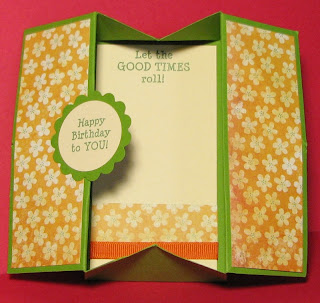 Let the
GOOD TIMES
roll!
Happy
Birthday
to YOU!